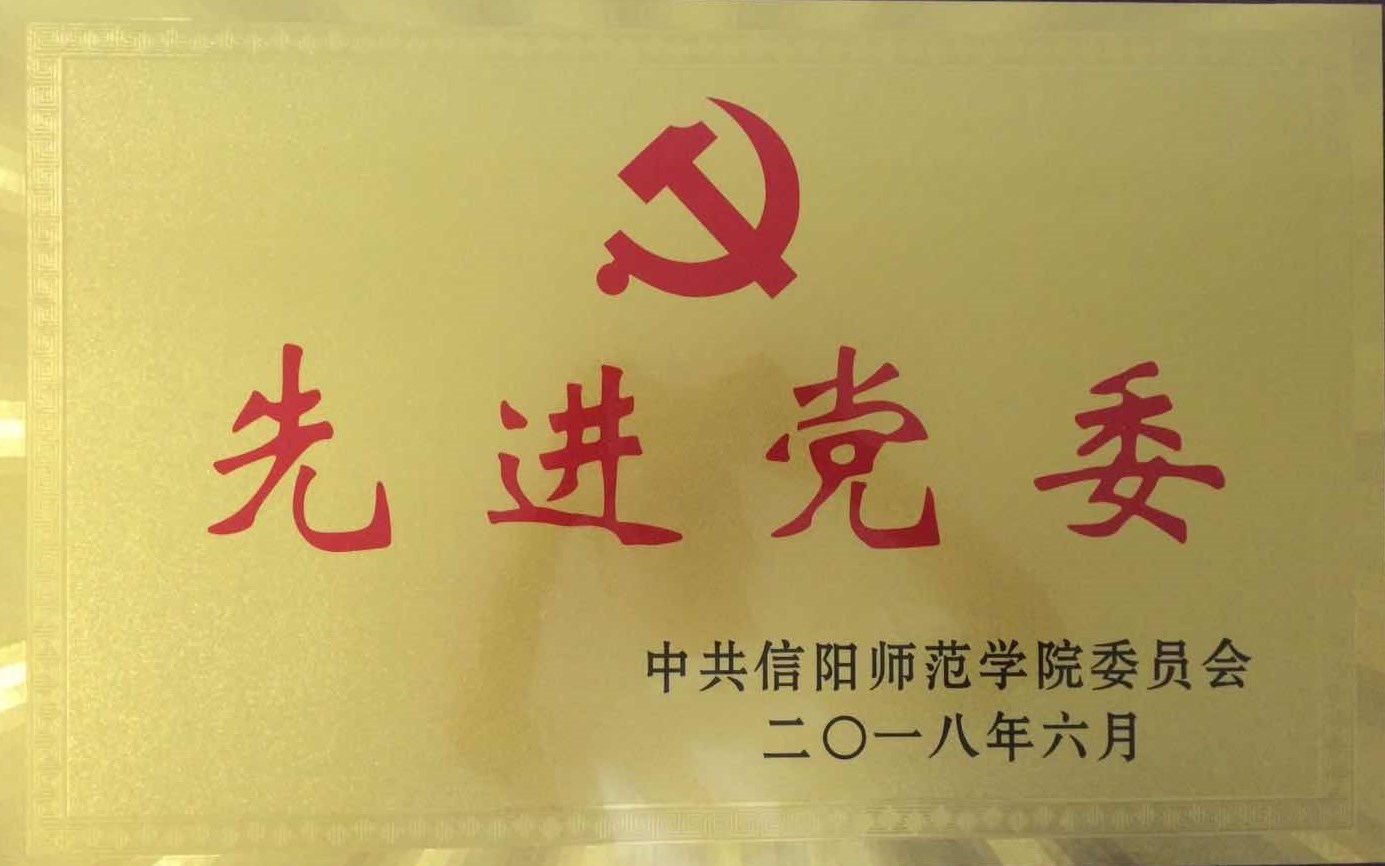 先进党委
中共信阳师范学院委员会
二〇一八年六月